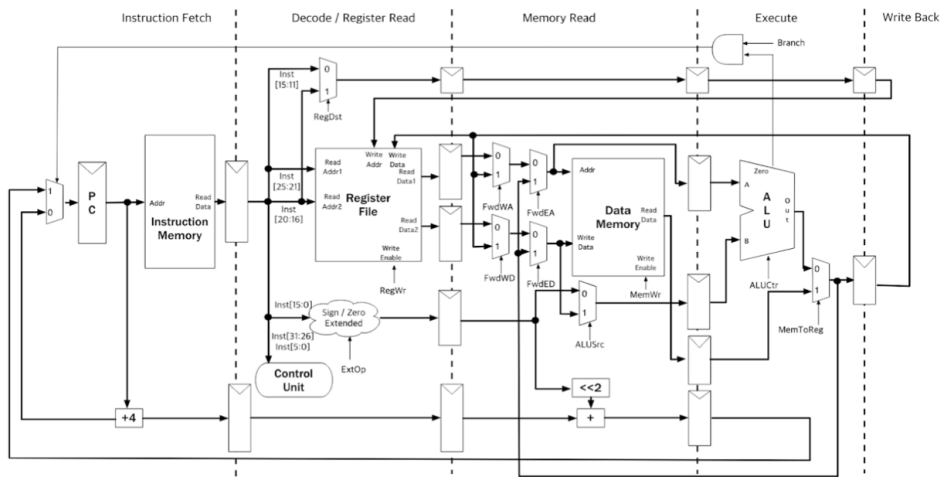 Instruction Fetch
Decode / Register Read
Memory Read
Execute
Write Back
Branch
Inst
[15:11]
0
1
RegDst
Zero
1
0
P
C
Addr
Read
Data
Instruction
Memory
Read
Addr1
Inst
[25:21]
Read
Addr2
Inst
[20:16]
Write
Addr
Write
Data
Read
Data1
Register
File
Read
Data2
Write
Enable
RegWr
0
1
FwdWA
0
1
FwdEA
0
1
FwdWD
0
1
FwdED
Addr
Data
Memory
Read
Data
Write
Data
Write
Enable
MemWr
A
B
A
L
U
O
u
t
ALUCtr
0
1
MemToReg
Inst[15:0]
Sign / Zero
Extended
ExtOp
Inst[31:26]
Inst[5:0]
Control
Unit
0
1
ALUSrc
<<2
+4
+